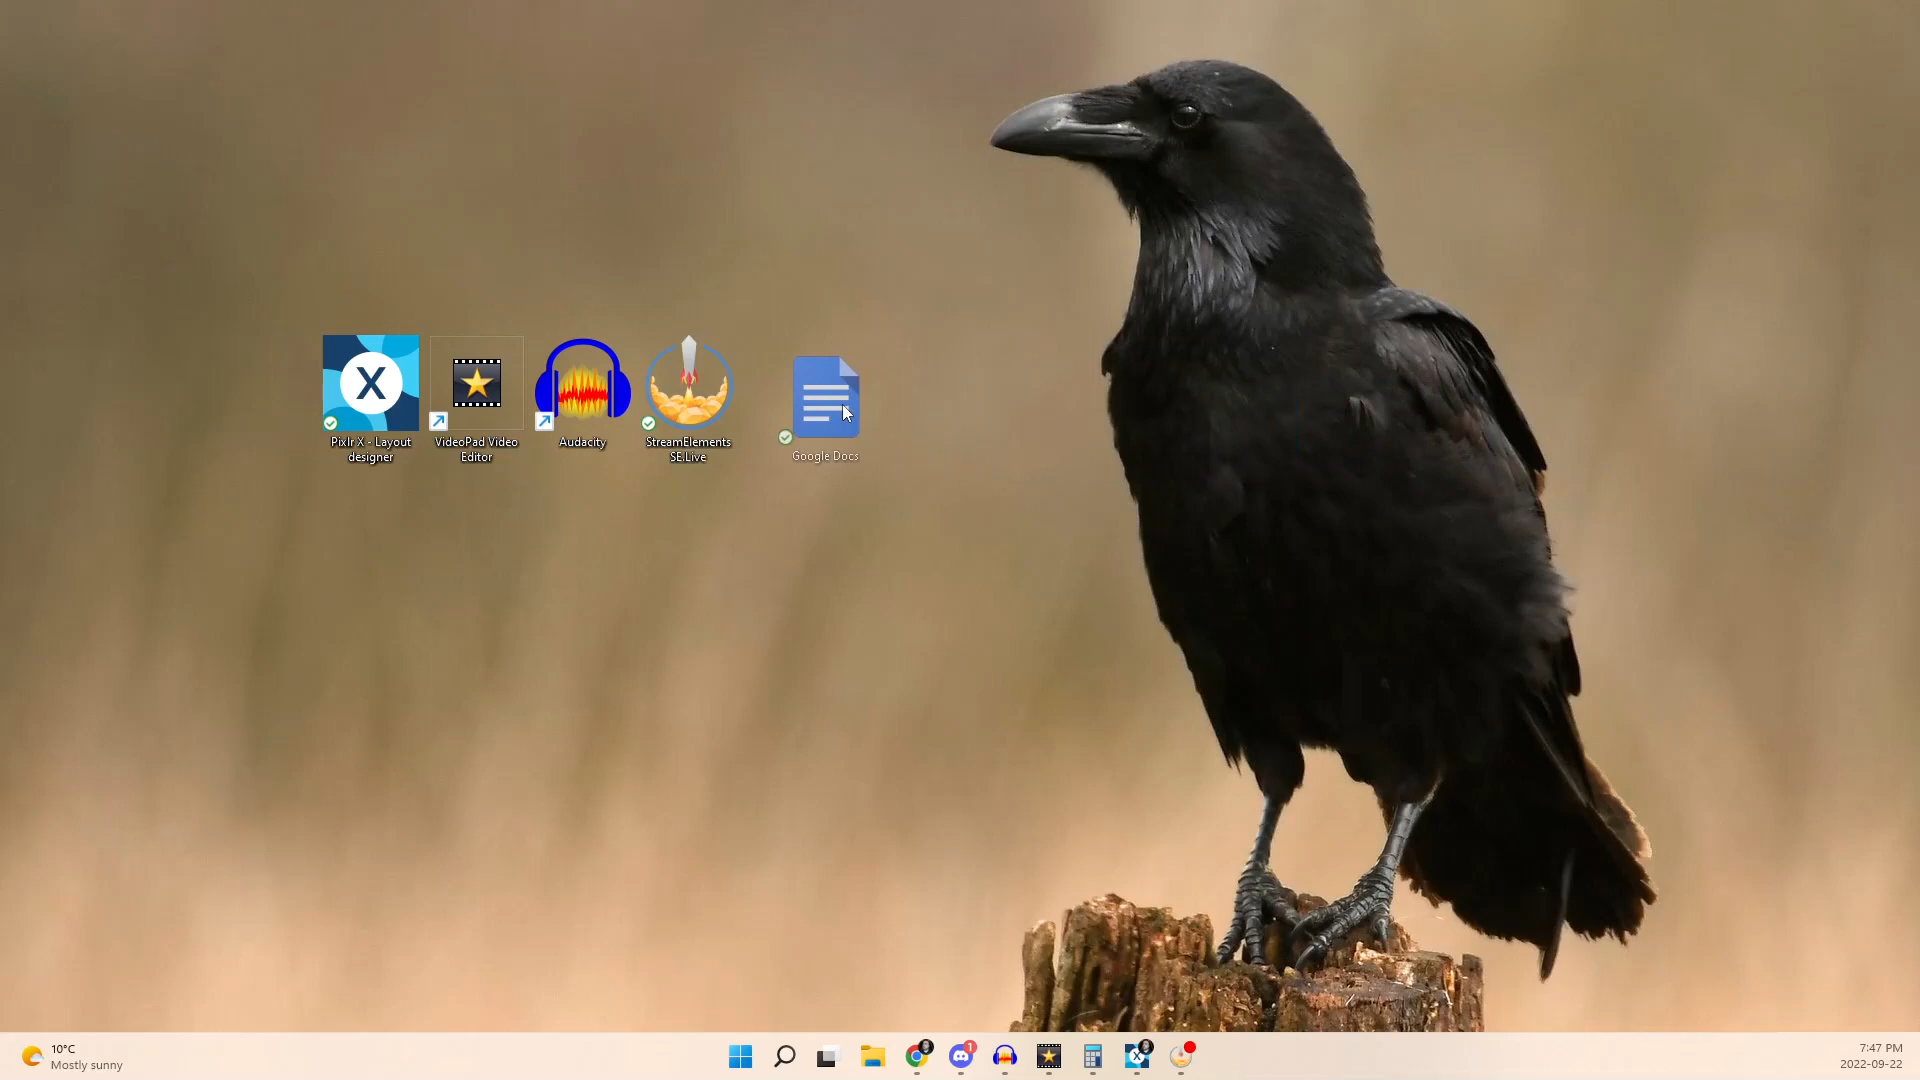 X
Pixlr X - Layout
designer
VideoPad Video
Editor
Audacity
StreamElements
SE.Live
Google Docs
10°C
Mostly sunny
1
X
7:47 PM
2022-09-22